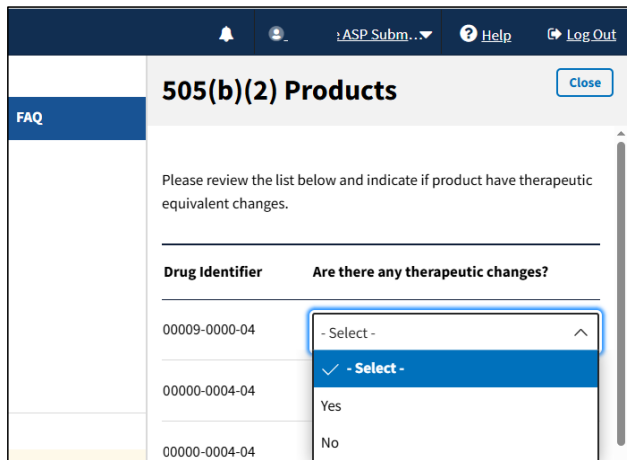 : ASP Subm...
Help
Log Out
FAQ
505(b)(2) Products
Close
Please review the list below and indicate if product have therapeutic
equivalent changes.
Drug Identifier Are there any therapeutic changes?
00009-0000-04 - Select -
- Select -
00000-0004-04
Yes
No
00000-0004-04